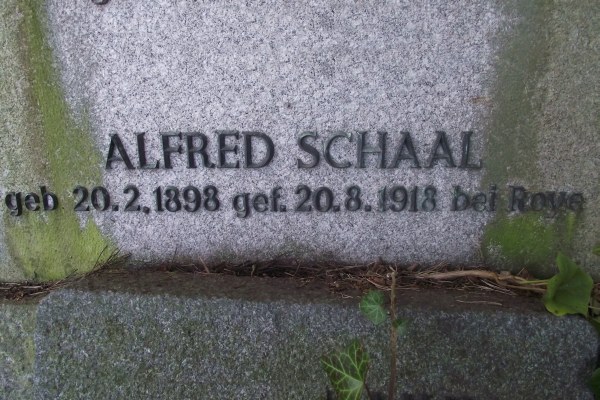 ALFRED SCHAAL
geb 20.2.1898 gef. 20.8.1918 bei Roye